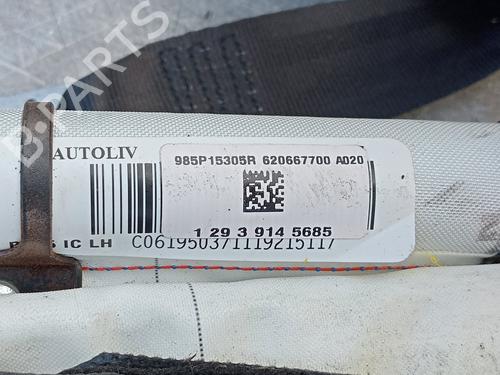 B-PARTS
AUTOLIV
985P15305R 620667700 A020
1 29 3 914 5685
IC LH C061950371119215117